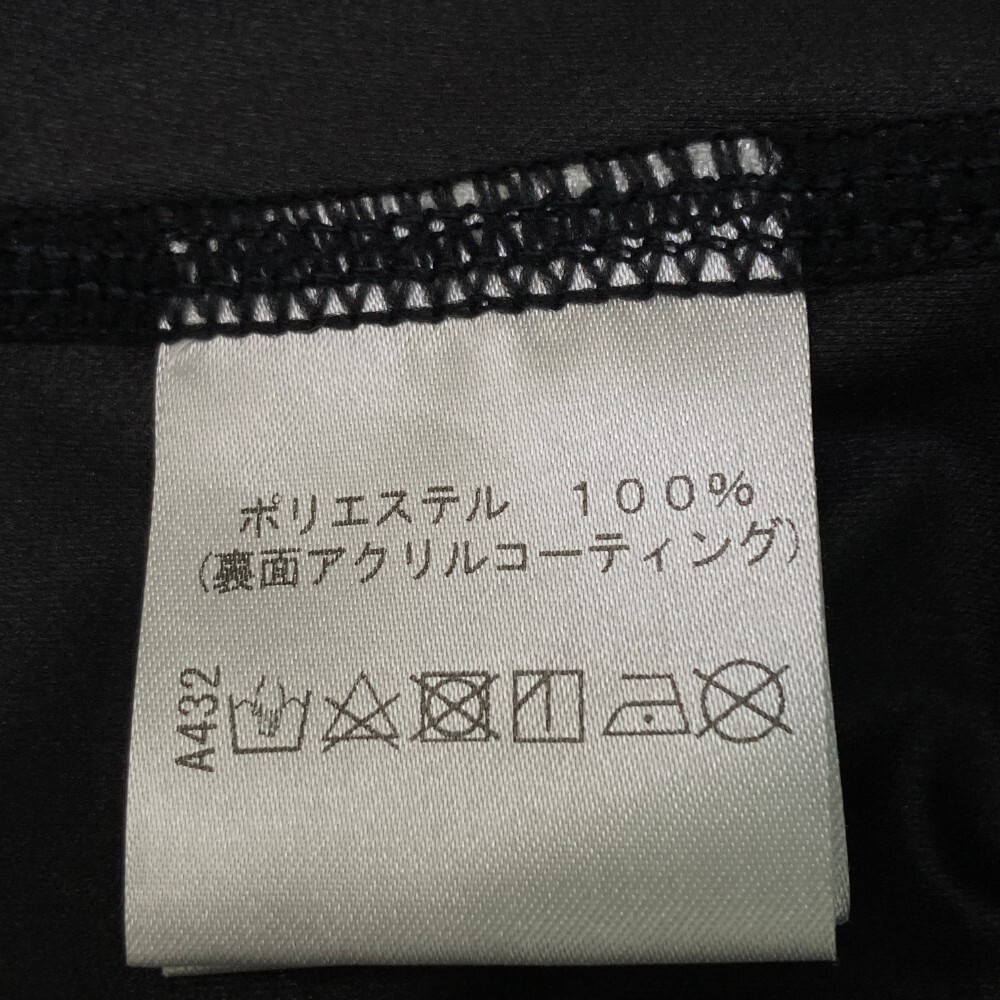 ポリエステル　１００％
（裏面アクリルコーティング）
A432